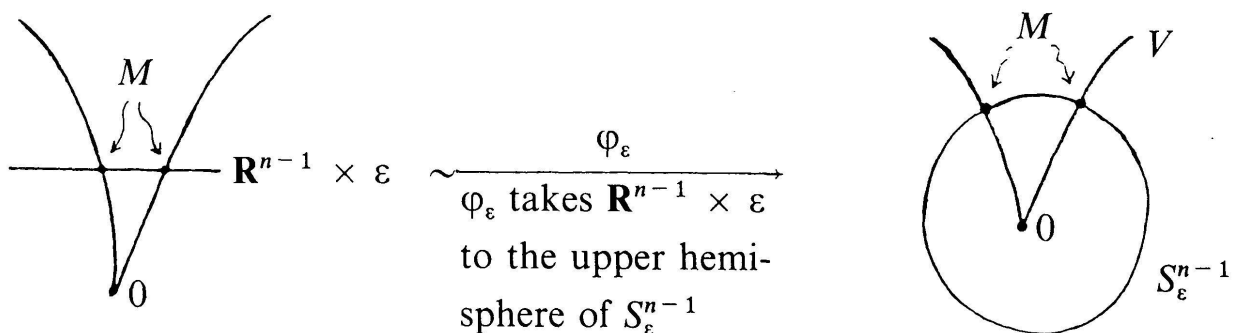 M
R^{n-1} × ε
0
φ_ε
φ_ε takes R^{n-1} × ε
to the upper hemi-
sphere of S_ε^{n-1}
M
V
0
S_ε^{n-1}